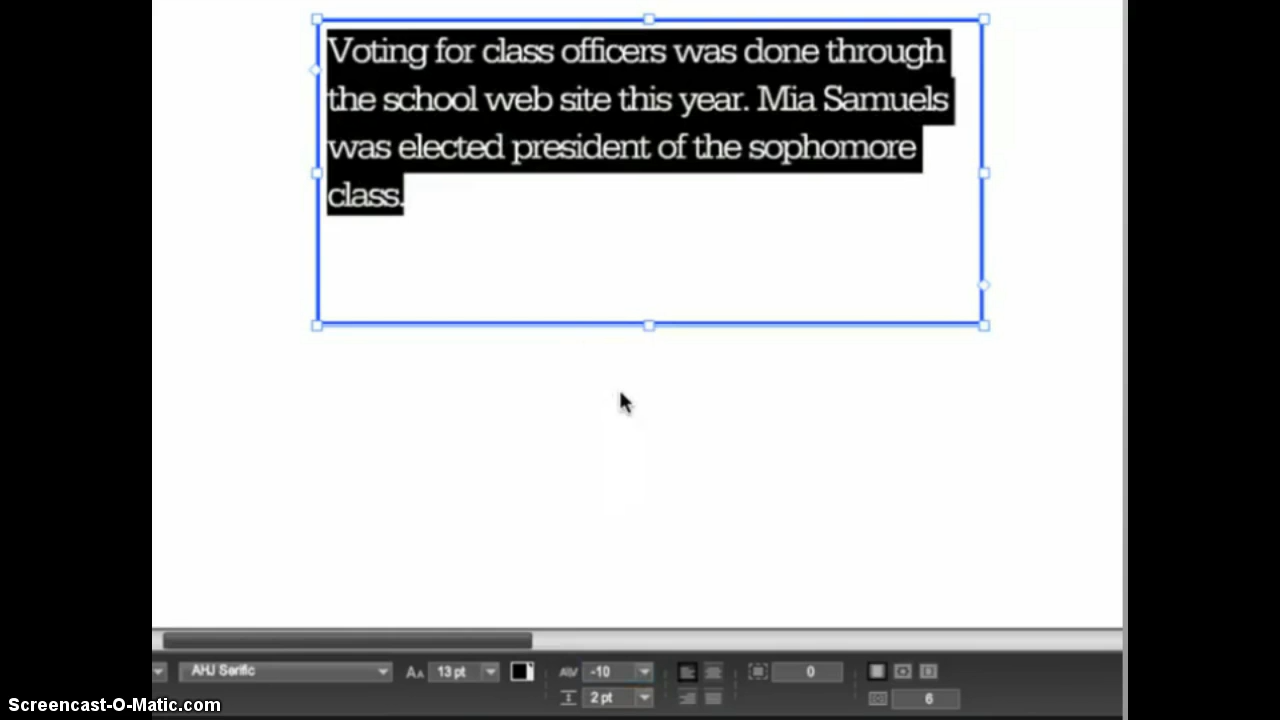 Voting for class officers was done through
the school web site this year. Mia Samuels
was elected president of the sophomore
class.
AHJ Serific
13 pt
-10
0
2 pt
6
Screencast-O-Matic.com